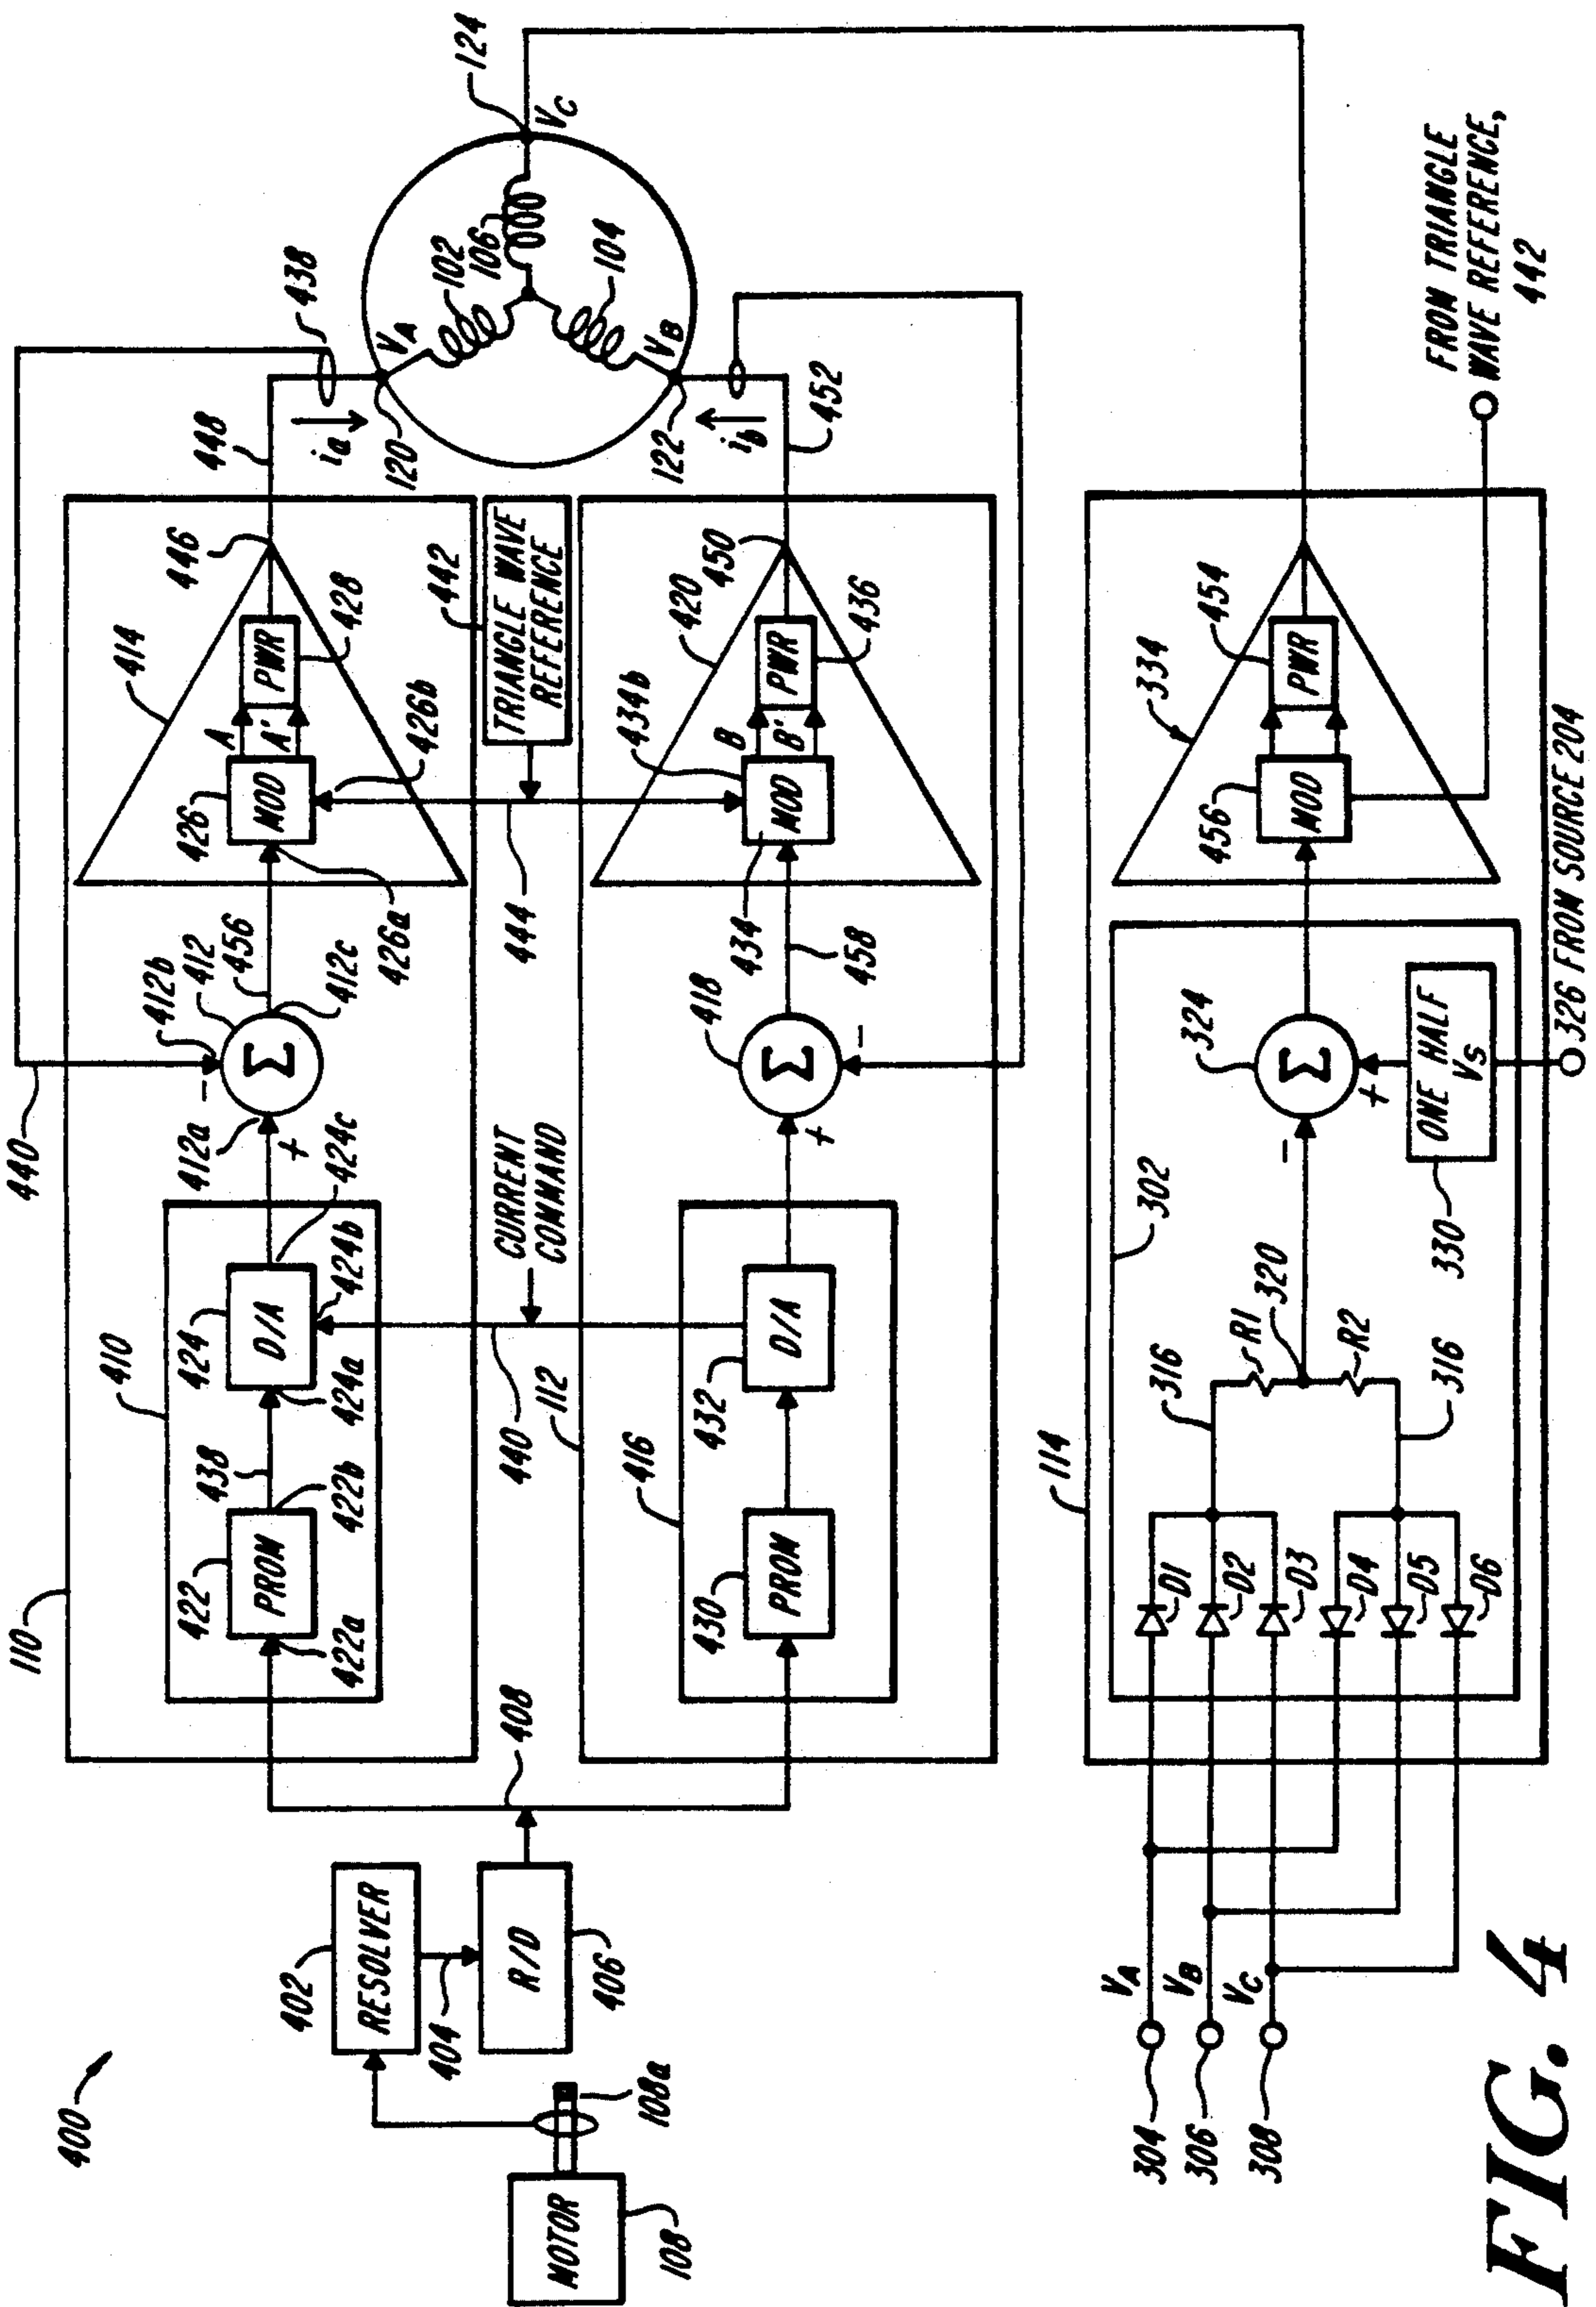 400
MOTOR
108
108a
402
RESOLVER
404
R/D
406
408
110
410
422
PROM
422a
422b
438
424
D/A
424a
424b
424c
440
412a
+
-
412b
412
Σ
456
412c
426a
426
MOD
426b
A
A'
414
PWR
428
446
448
438
ia
120
VA
102
106
104
VB
VC
124
122
ib
452
CURRENT
COMMAND
440
112
416
430
PROM
432
D/A
+
418
Σ
-
458
434
MOD
434b
444
B
B'
420
PWR
436
450
442
TRIANGLE WAVE
REFERENCE
114
302
VA
VB
VC
304
306
308
D1
D2
D3
D4
D5
D6
316
R1
320
R2
316
-
324
Σ
+
ONE HALF
VS
330
326 FROM SOURCE 204
456
MOD
334
PWR
454
FROM TRIANGLE
WAVE REFERENCE,
442
FIG. 4